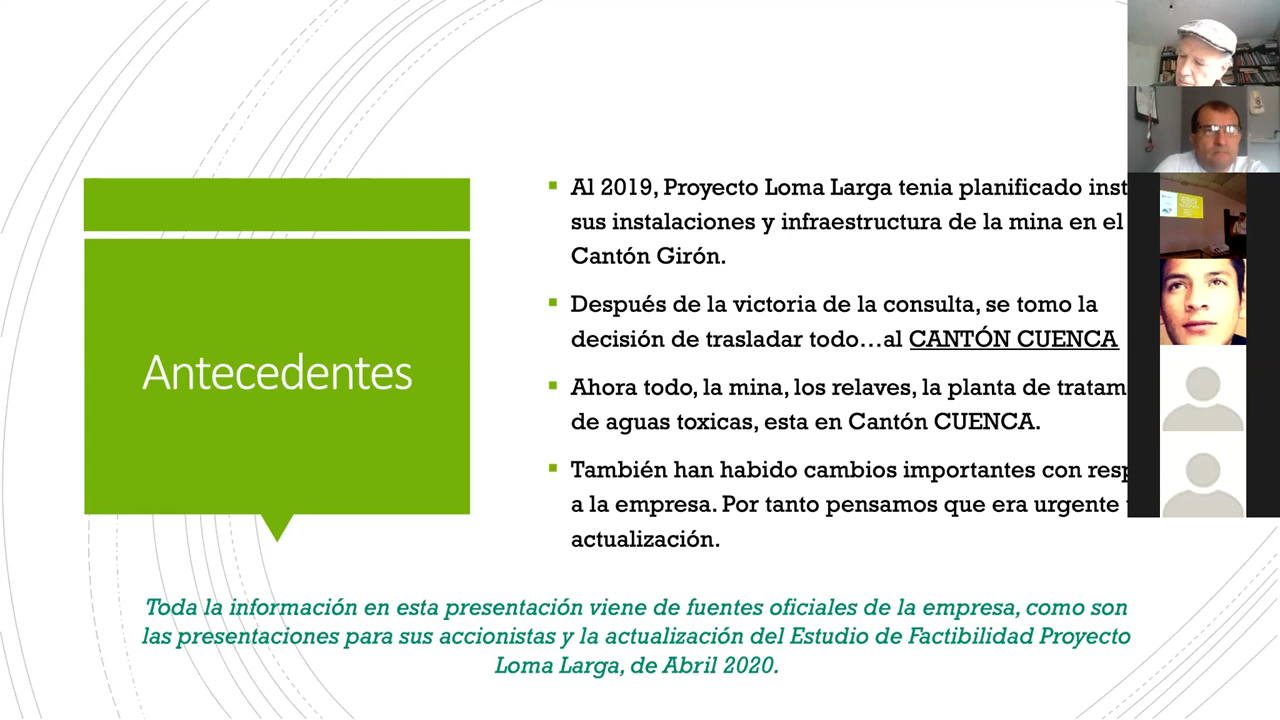 Antecedentes
Al 2019, Proyecto Loma Larga tenia planificado
sus instalaciones y infraestructura de la mina en el
Cantón Girón.
Después de la victoria de la consulta, se tomo la
decisión de trasladar todo...al CANTÓN CUENCA
Ahora todo, la mina, los relaves, la planta de
de aguas toxicas, esta en Cantón CUENCA.
También han habido cambios importantes con
a la empresa. Por tanto pensamos que era urgente
actualización.
Toda la información en esta presentación viene de fuentes oficiales de la empresa, como son
las presentaciones para sus accionistas y la actualización del Estudio de Factibilidad Proyecto
Loma Larga, de Abril 2020.